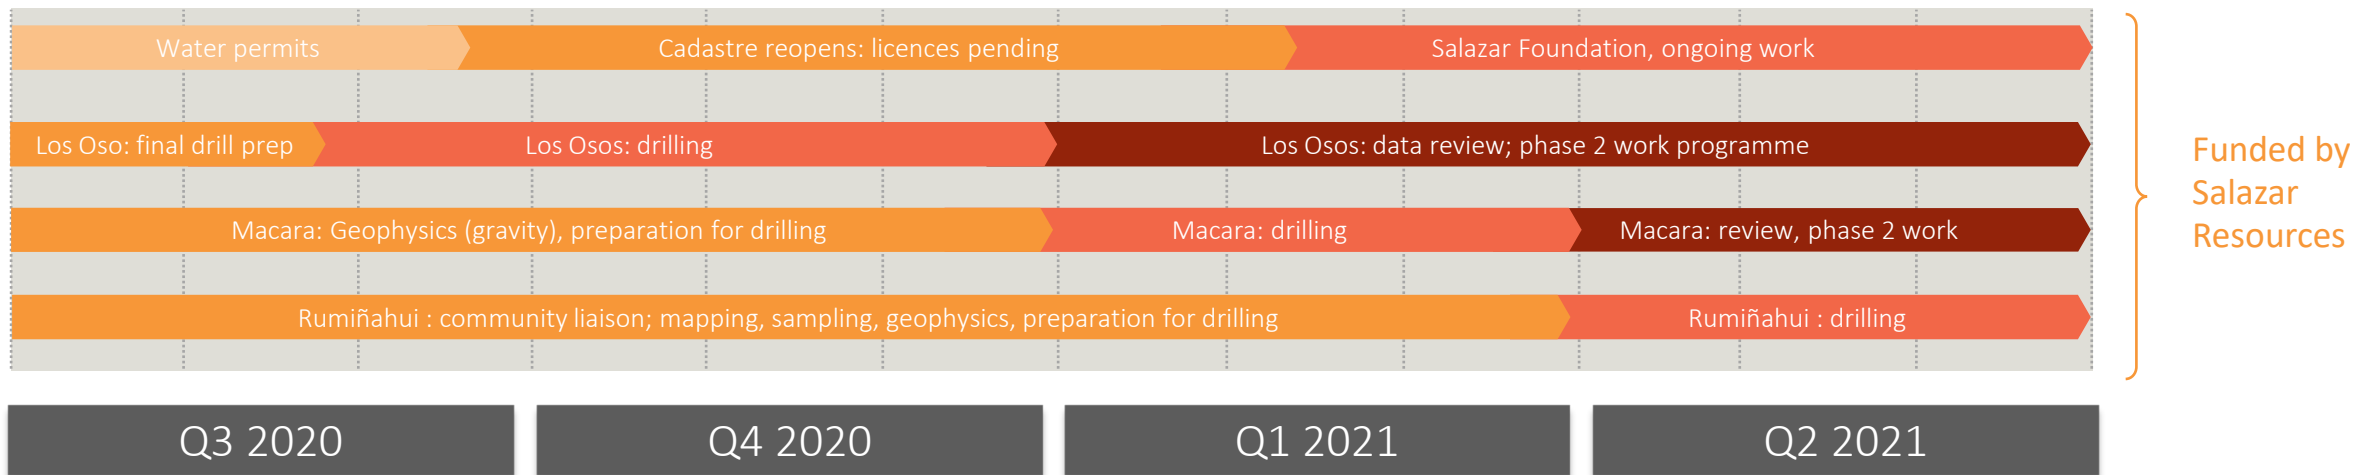 Water permits
Cadastre reopens: licences pending
Salazar Foundation, ongoing work
Los Oso: final drill prep
Los Osos: drilling
Los Osos: data review; phase 2 work programme
Macara: Geophysics (gravity), preparation for drilling
Macara: drilling
Macara: review, phase 2 work
Rumiñahui : community liaison; mapping, sampling, geophysics, preparation for drilling
Rumiñahui : drilling
Funded by
Salazar
Resources
Q3 2020
Q4 2020
Q1 2021
Q2 2021